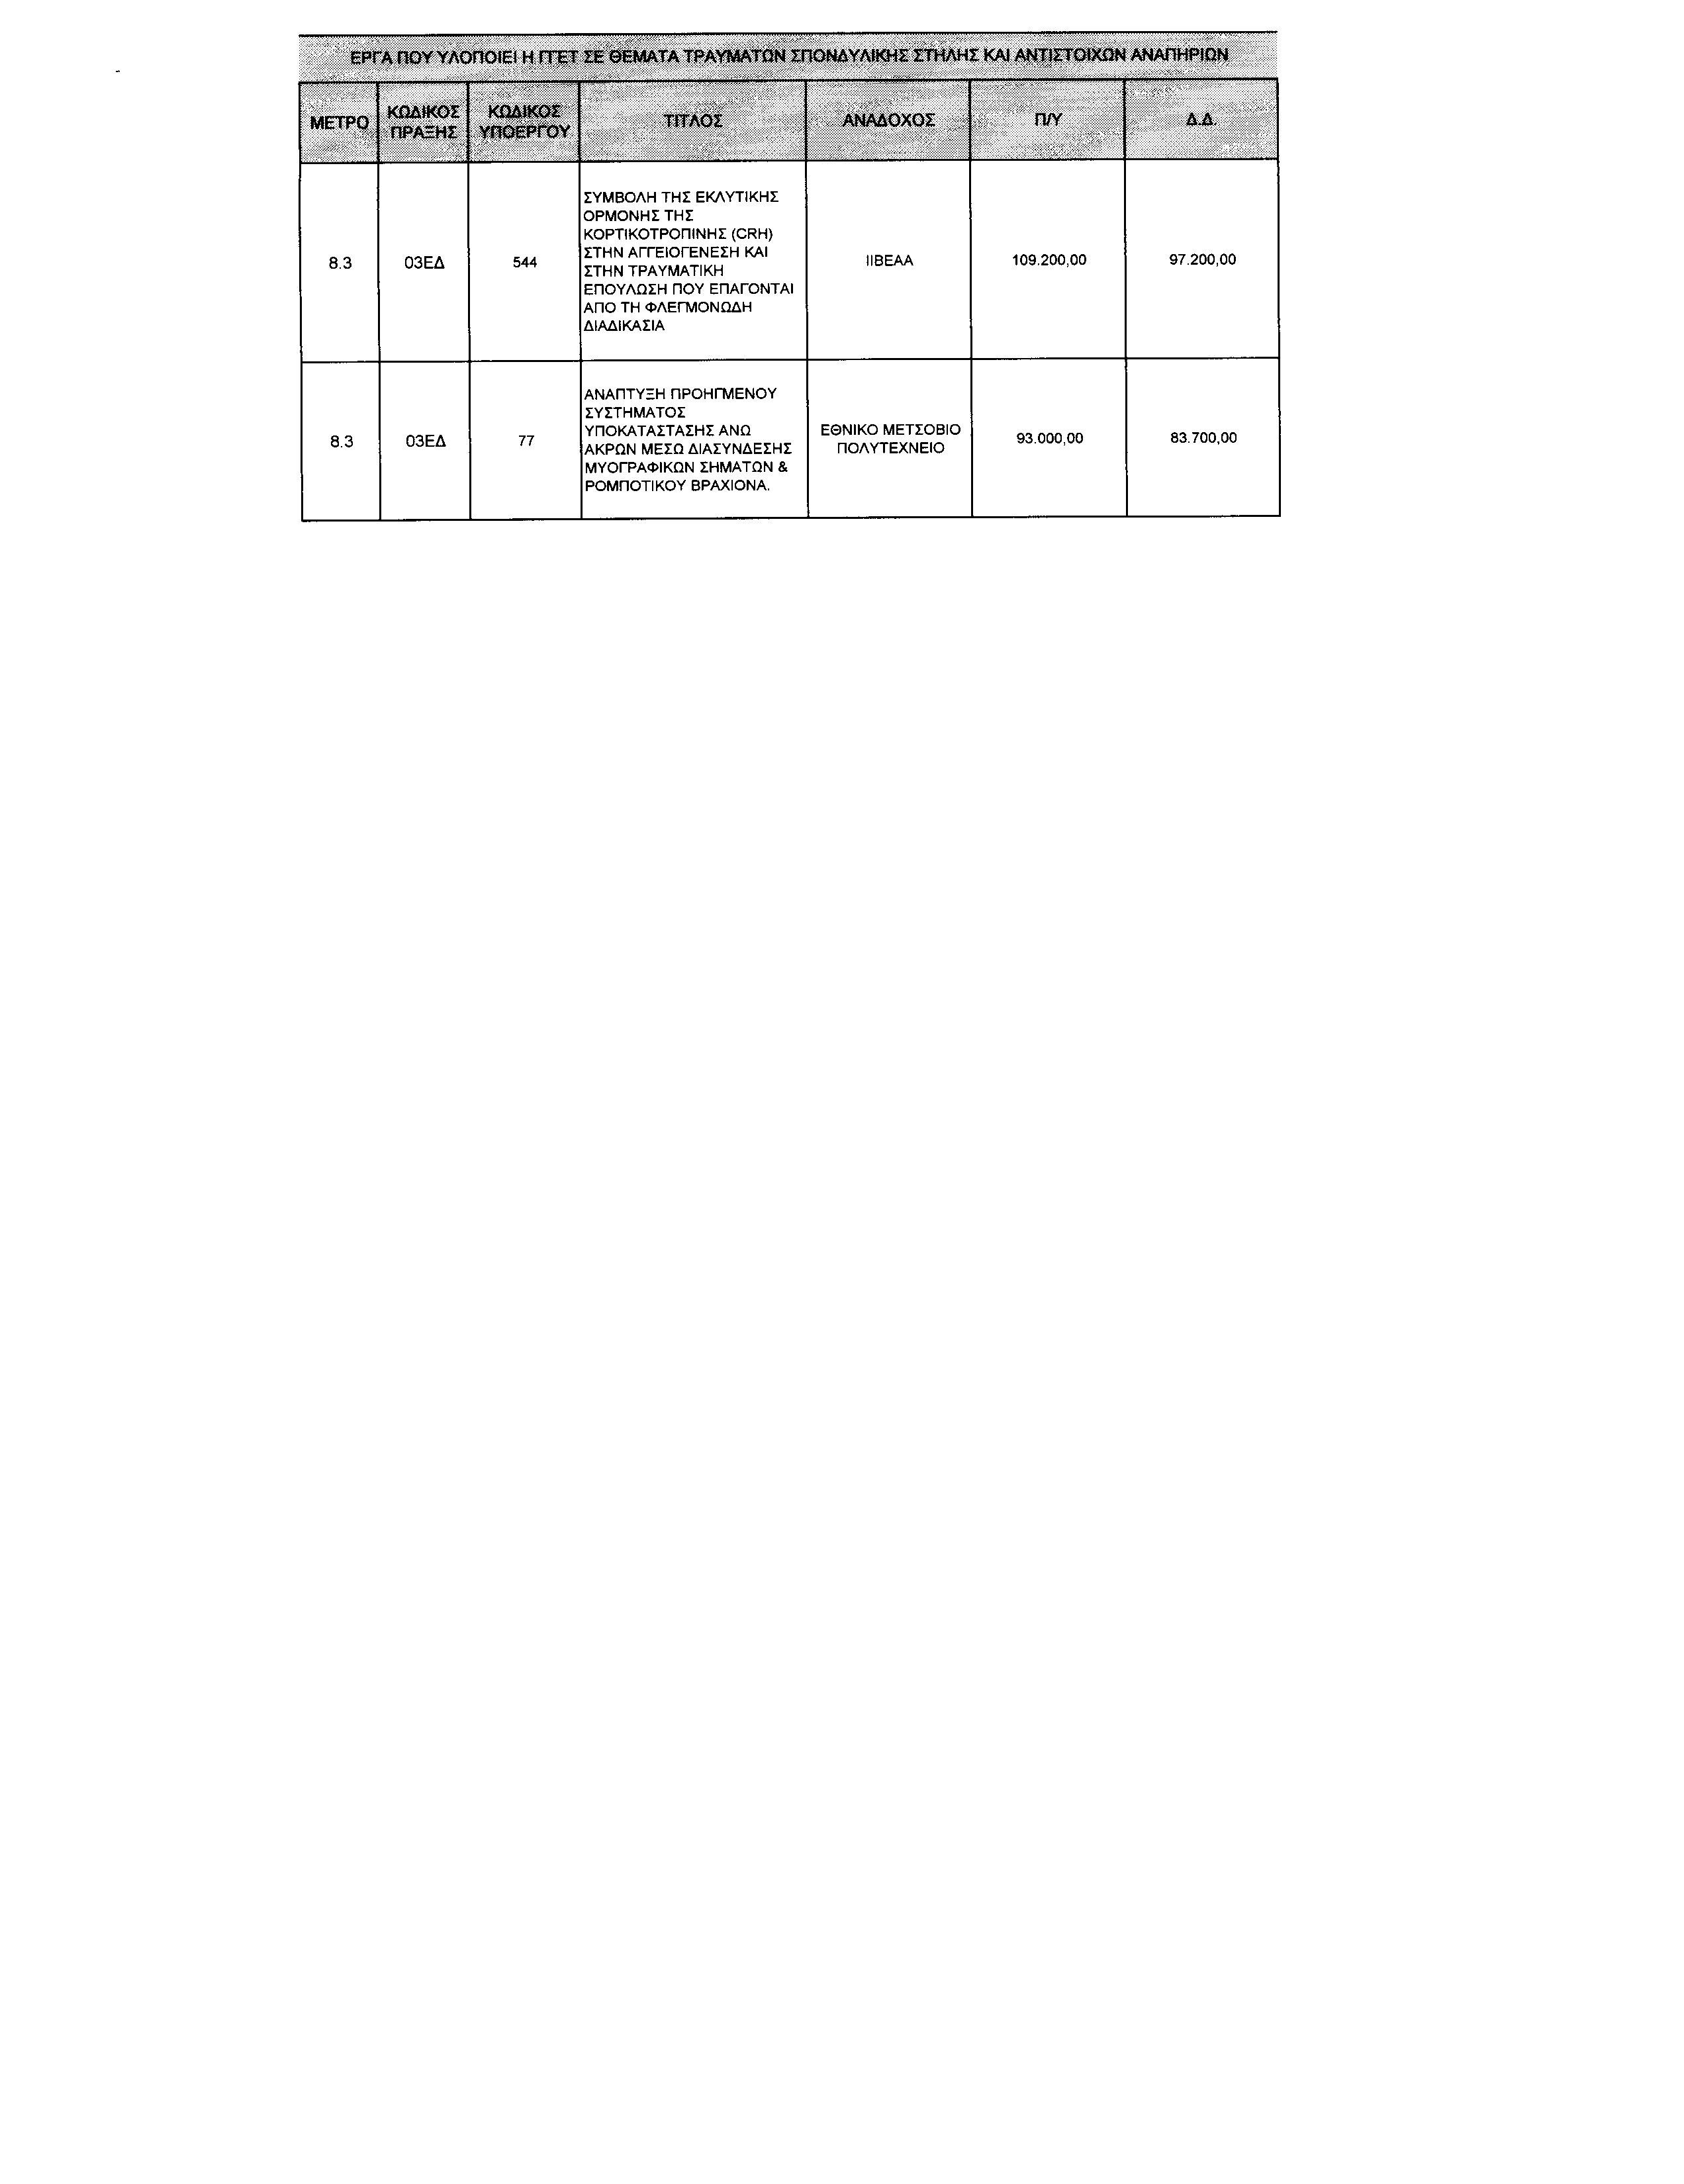 ΕΡΓΑ ΠΟΥ ΥΛΟΠΟΙΕΙ Η ΓΓΕΤ ΣΕ ΘΕΜΑΤΑ ΤΡΑΥΜΑΤΩΝ ΣΠΟΝΔΥΛΙΚΗΣ ΣΤΗΛΗΣ ΚΑΙ ΑΝΤΙΣΤΟΙΧΩΝ ΑΝΑΠΗΡΙΩΝ
ΜΕΤΡΟ
ΚΩΔΙΚΟΣ
ΠΡΑΞΗΣ
ΚΩΔΙΚΟΣ
ΥΠΟΕΡΓΟΥ
ΤΙΤΛΟΣ
ΑΝΑΔΟΧΟΣ
Π/Υ
Δ.Δ.
8.3
03ΕΔ
544
ΣΥΜΒΟΛΗ ΤΗΣ ΕΚΛΥΤΙΚΗΣ
ΟΡΜΟΝΗΣ ΤΗΣ
ΚΟΡΤΙΚΟΤΡΟΠΙΝΗΣ (CRH)
ΣΤΗΝ ΑΓΓΕΙΟΓΕΝΕΣΗ ΚΑΙ
ΣΤΗΝ ΤΡΑΥΜΑΤΙΚΗ
ΕΠΟΥΛΩΣΗ ΠΟΥ ΕΠΑΓΟΝΤΑΙ
ΑΠΟ ΤΗ ΦΛΕΓΜΟΝΩΔΗ
ΔΙΑΔΙΚΑΣΙΑ
ΙΙΒΕΑΑ
109.200,00
97.200,00
8.3
03ΕΔ
77
ΑΝΑΠΤΥΞΗ ΠΡΟΗΓΜΕΝΟΥ
ΣΥΣΤΗΜΑΤΟΣ
ΥΠΟΚΑΤΑΣΤΑΣΗΣ ΑΝΩ
ΑΚΡΩΝ ΜΕΣΩ ΔΙΑΣΥΝΔΕΣΗΣ
ΜΥΟΓΡΑΦΙΚΩΝ ΣΗΜΑΤΩΝ &
ΡΟΜΠΟΤΙΚΟΥ ΒΡΑΧΙΟΝΑ.
ΕΘΝΙΚΟ ΜΕΤΣΟΒΙΟ
ΠΟΛΥΤΕΧΝΕΙΟ
93.000,00
83.700,00